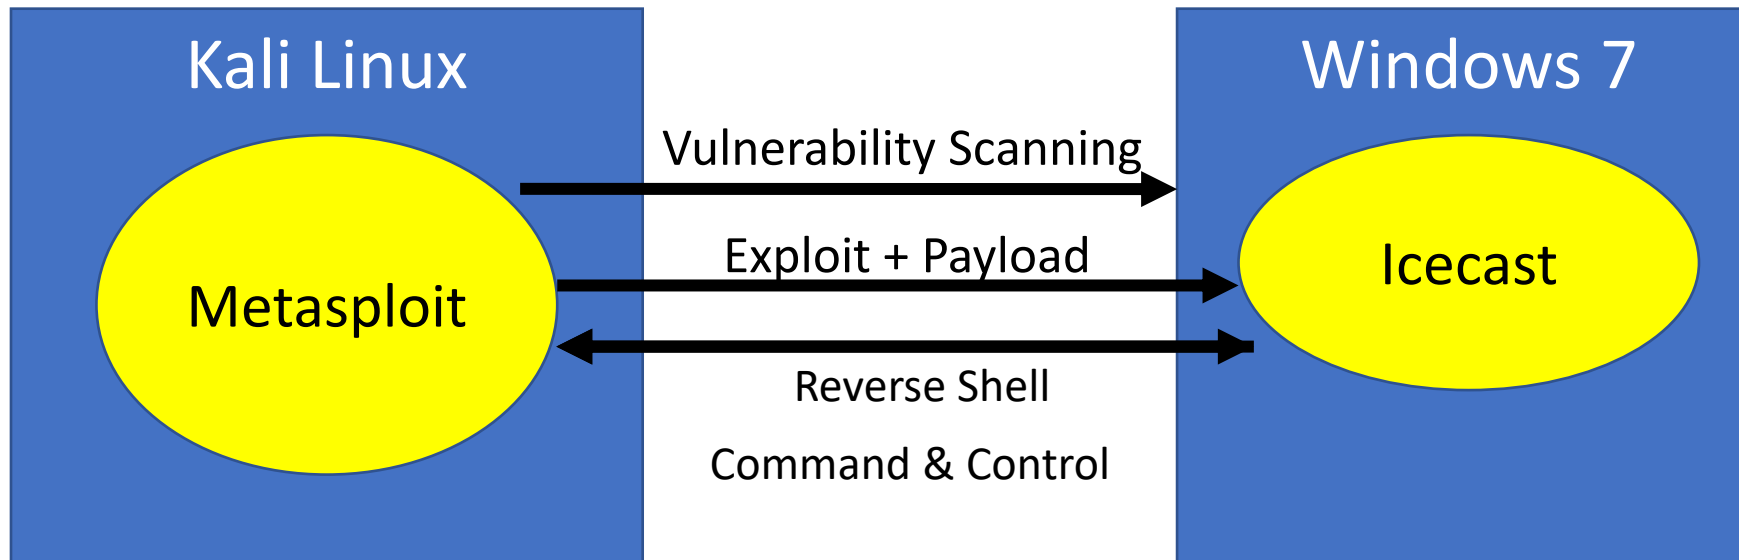 Kali Linux
Windows 7
Vulnerability Scanning
Exploit + Payload
Icecast
Metasploit
Reverse Shell
Command & Control